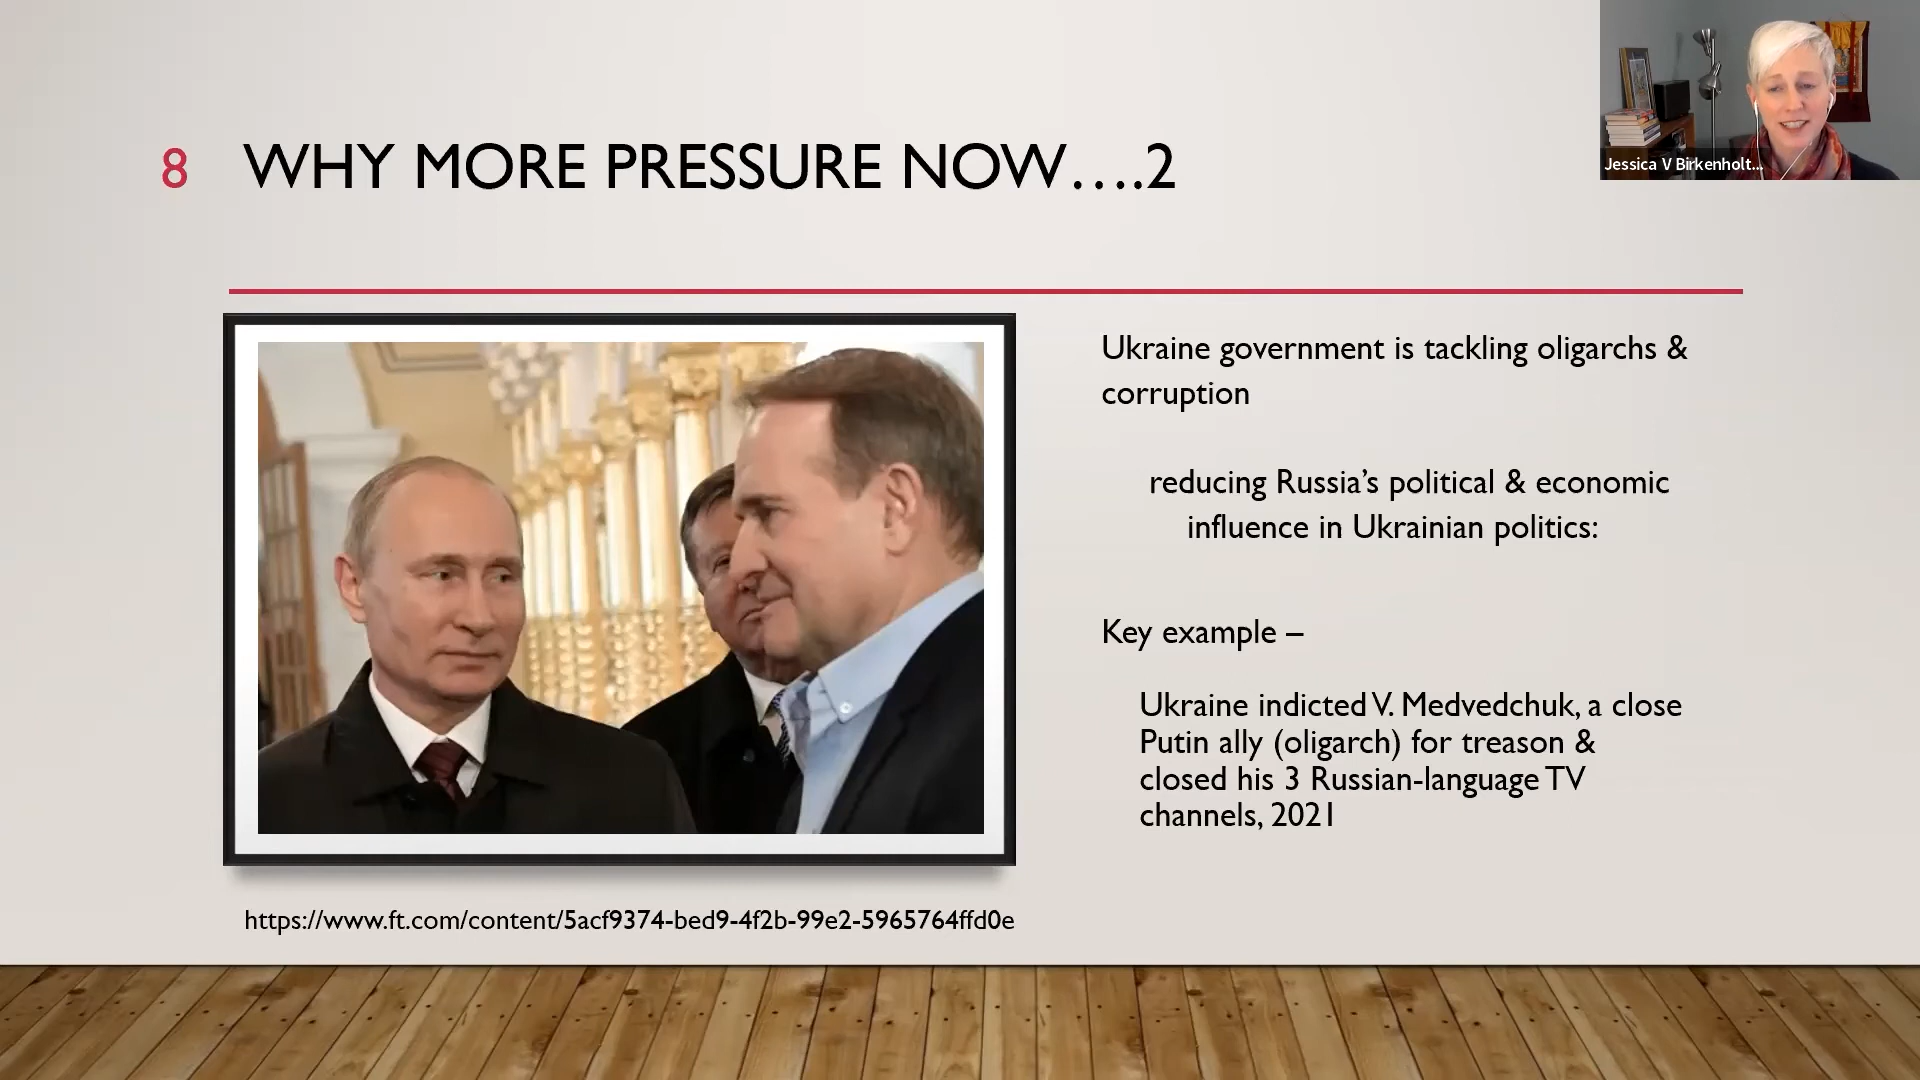 8 WHY MORE PRESSURE NOW….2
Jessica V Birkenholt...
Ukraine government is tackling oligarchs &
corruption
reducing Russia’s political & economic
influence in Ukrainian politics:
Key example –
Ukraine indicted V. Medvedchuk, a close
Putin ally (oligarch) for treason &
closed his 3 Russian-language TV
channels, 2021
https://www.ft.com/content/5acf9374-bed9-4f2b-99e2-5965764ffd0e